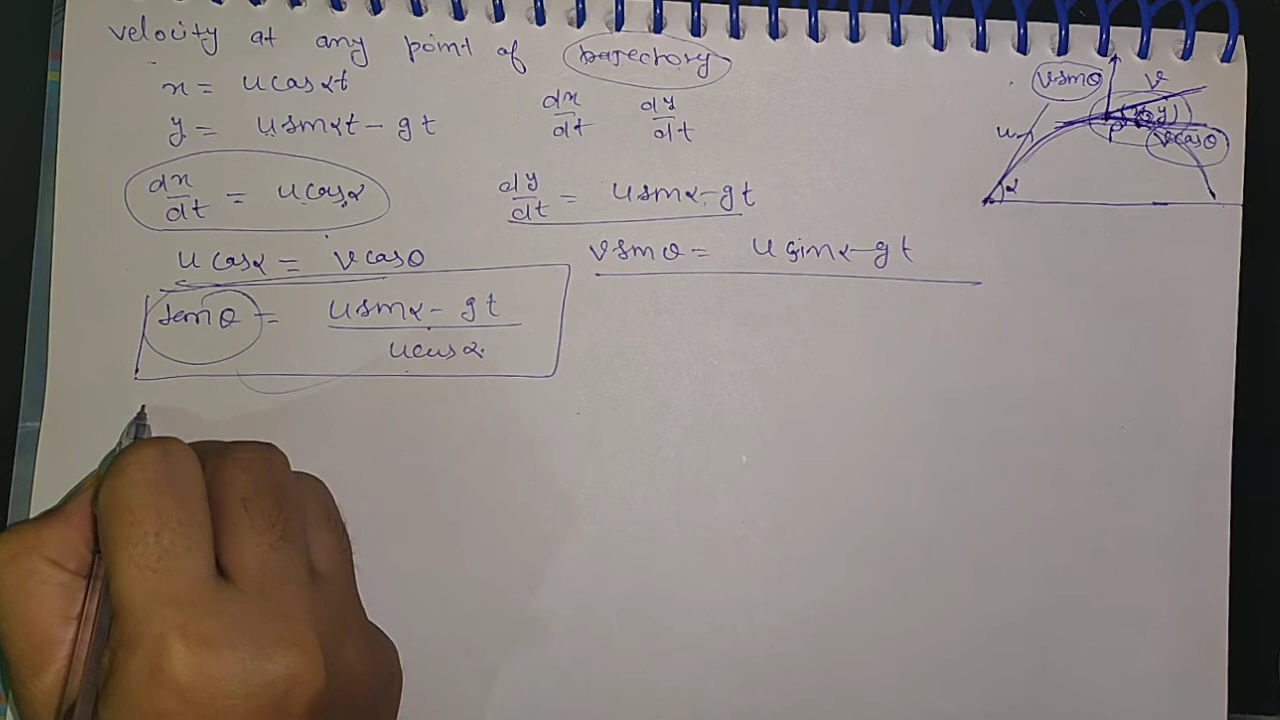 velocity at any point of trajectory
x = u cos α t
y = u sin α t - g t
dx/dt dy/dt
dx/dt = u cos α
dy/dt = u sin α - g t
u cos α = v cos θ
v sin θ = u sin α - g t
tan θ = u sin α - g t / u cos α
v sin θ
v
u
(x, y)
P
v cos θ
α